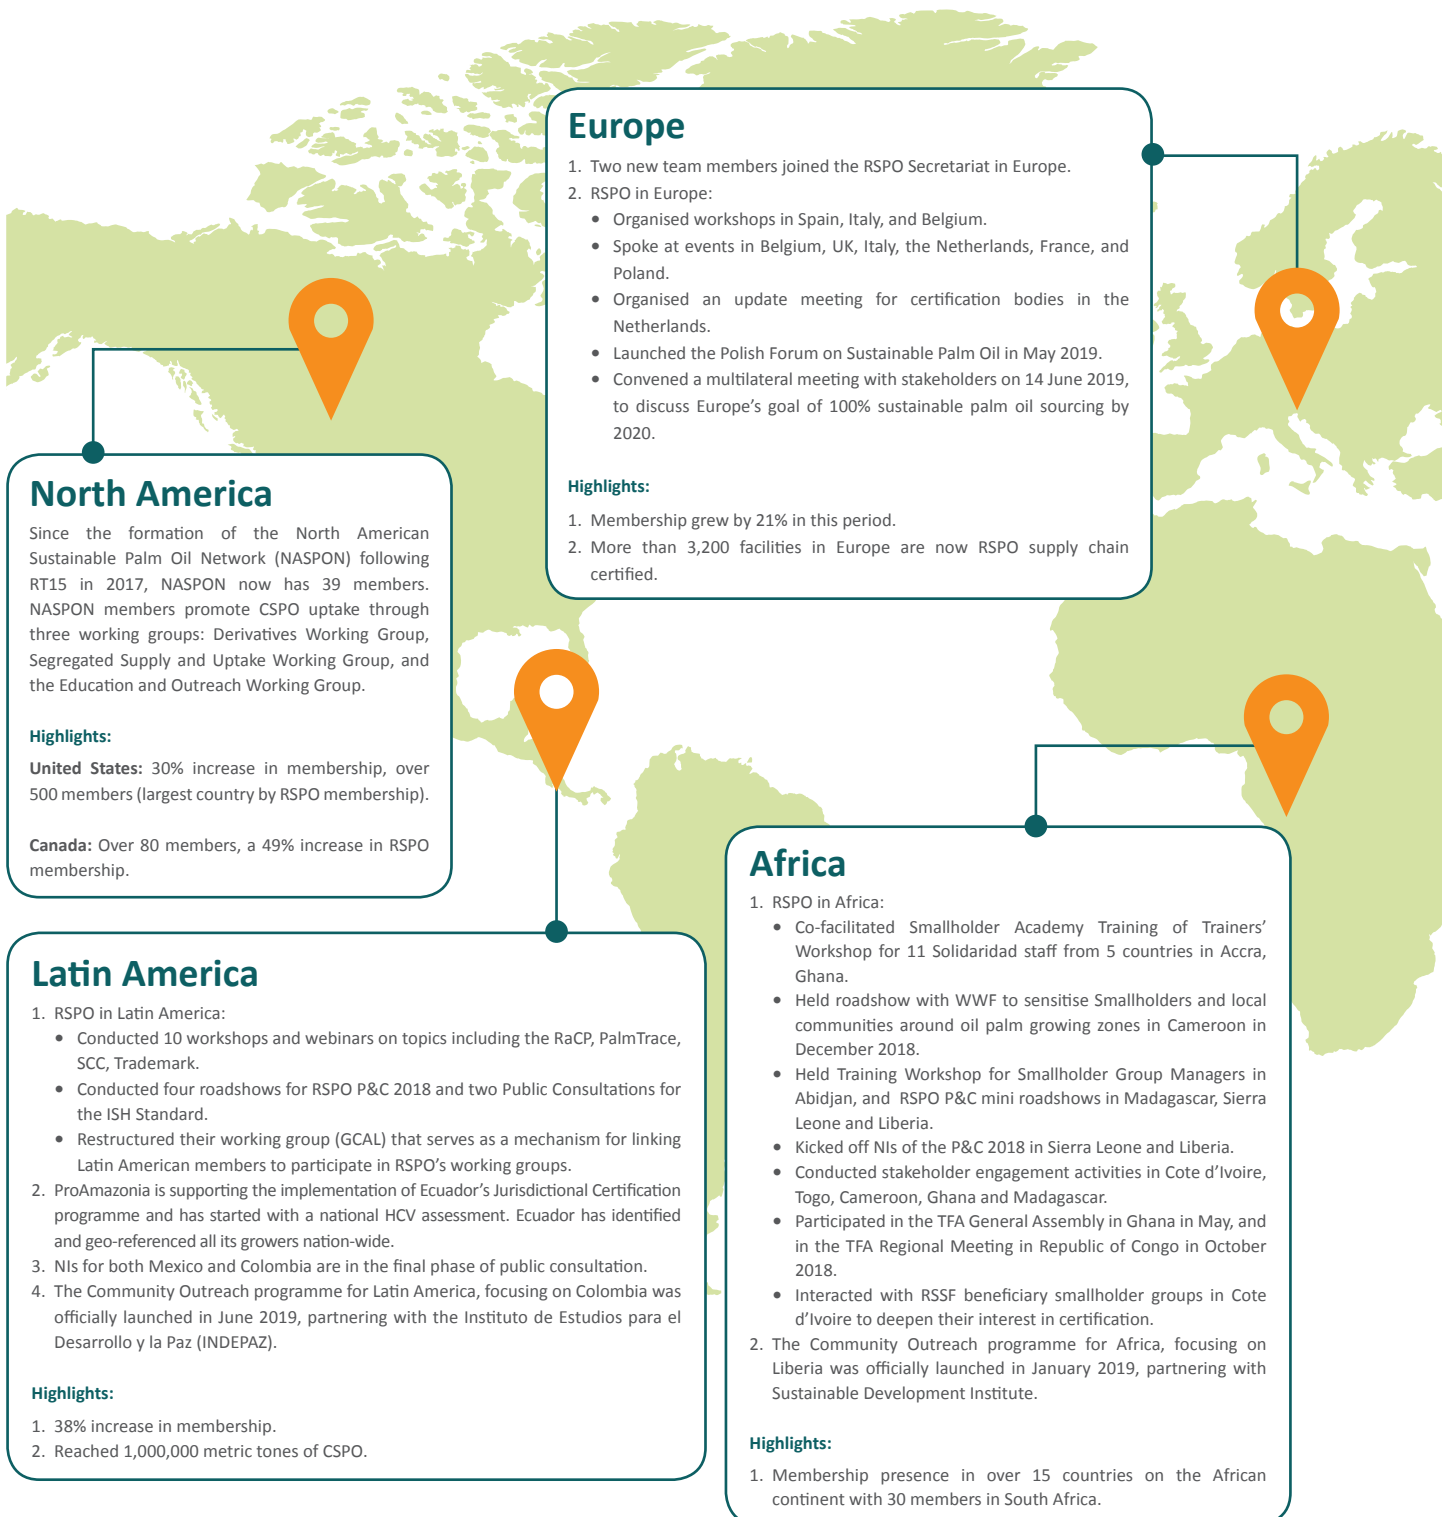 Europe
1. Two new team members joined the RSPO Secretariat in Europe.
2. RSPO in Europe:
• Organised workshops in Spain, Italy, and Belgium.
• Spoke at events in Belgium, UK, Italy, the Netherlands, France, and
Poland.
• Organised an update meeting for certification bodies in the
Netherlands.
• Launched the Polish Forum on Sustainable Palm Oil in May 2019.
• Convened a multilateral meeting with stakeholders on 14 June 2019,
to discuss Europe's goal of 100% sustainable palm oil sourcing by
2020.
Highlights:
1. Membership grew by 21% in this period.
2. More than 3,200 facilities in Europe are now RSPO supply chain
certified.
North America
Since the formation of the North American
Sustainable Palm Oil Network (NASPON) following
RT15 in 2017, NASPON now has 39 members.
NASPON members promote CSPO uptake through
three working groups: Derivatives Working Group,
Segregated Supply and Uptake Working Group, and
the Education and Outreach Working Group.
Highlights:
United States: 30% increase in membership, over
500 members (largest country by RSPO membership).
Canada: Over 80 members, a 49% increase in RSPO
membership.
Latin America
1. RSPO in Latin America:
• Conducted 10 workshops and webinars on topics including the RaCP, PalmTrace,
SCC, Trademark.
• Conducted four roadshows for RSPO P&C 2018 and two Public Consultations for
the ISH Standard.
• Restructured their working group (GCAL) that serves as a mechanism for linking
Latin American members to participate in RSPO's working groups.
2. ProAmazonia is supporting the implementation of Ecuador's Jurisdictional Certification
programme and has started with a national HCV assessment. Ecuador has identified
and geo-referenced all its growers nation-wide.
3. NIs for both Mexico and Colombia are in the final phase of public consultation.
4. The Community Outreach programme for Latin America, focusing on Colombia was
officially launched in June 2019, partnering with the Instituto de Estudios para el
Desarrollo y la Paz (INDEPAZ).
Highlights:
1. 38% increase in membership.
2. Reached 1,000,000 metric tones of CSPO.
Africa
1. RSPO in Africa:
• Co-facilitated Smallholder Academy Training of Trainers'
Workshop for 11 Solidaridad staff from 5 countries in Accra,
Ghana.
• Held roadshow with WWF to sensitise Smallholders and local
communities around oil palm growing zones in Cameroon in
December 2018.
• Held Training Workshop for Smallholder Group Managers in
Abidjan, and RSPO P&C mini roadshows in Madagascar, Sierra
Leone and Liberia.
• Kicked off NIs of the P&C 2018 in Sierra Leone and Liberia.
• Conducted stakeholder engagement activities in Cote d'Ivoire,
Togo, Cameroon, Ghana and Madagascar.
• Participated in the TFA General Assembly in Ghana in May, and
in the TFA Regional Meeting in Republic of Congo in October
2018.
• Interacted with RSSF beneficiary smallholder groups in Cote
d'Ivoire to deepen their interest in certification.
2. The Community Outreach programme for Africa, focusing on
Liberia was officially launched in January 2019, partnering with
Sustainable Development Institute.
Highlights:
1. Membership presence in over 15 countries on the African
continent with 30 members in South Africa.